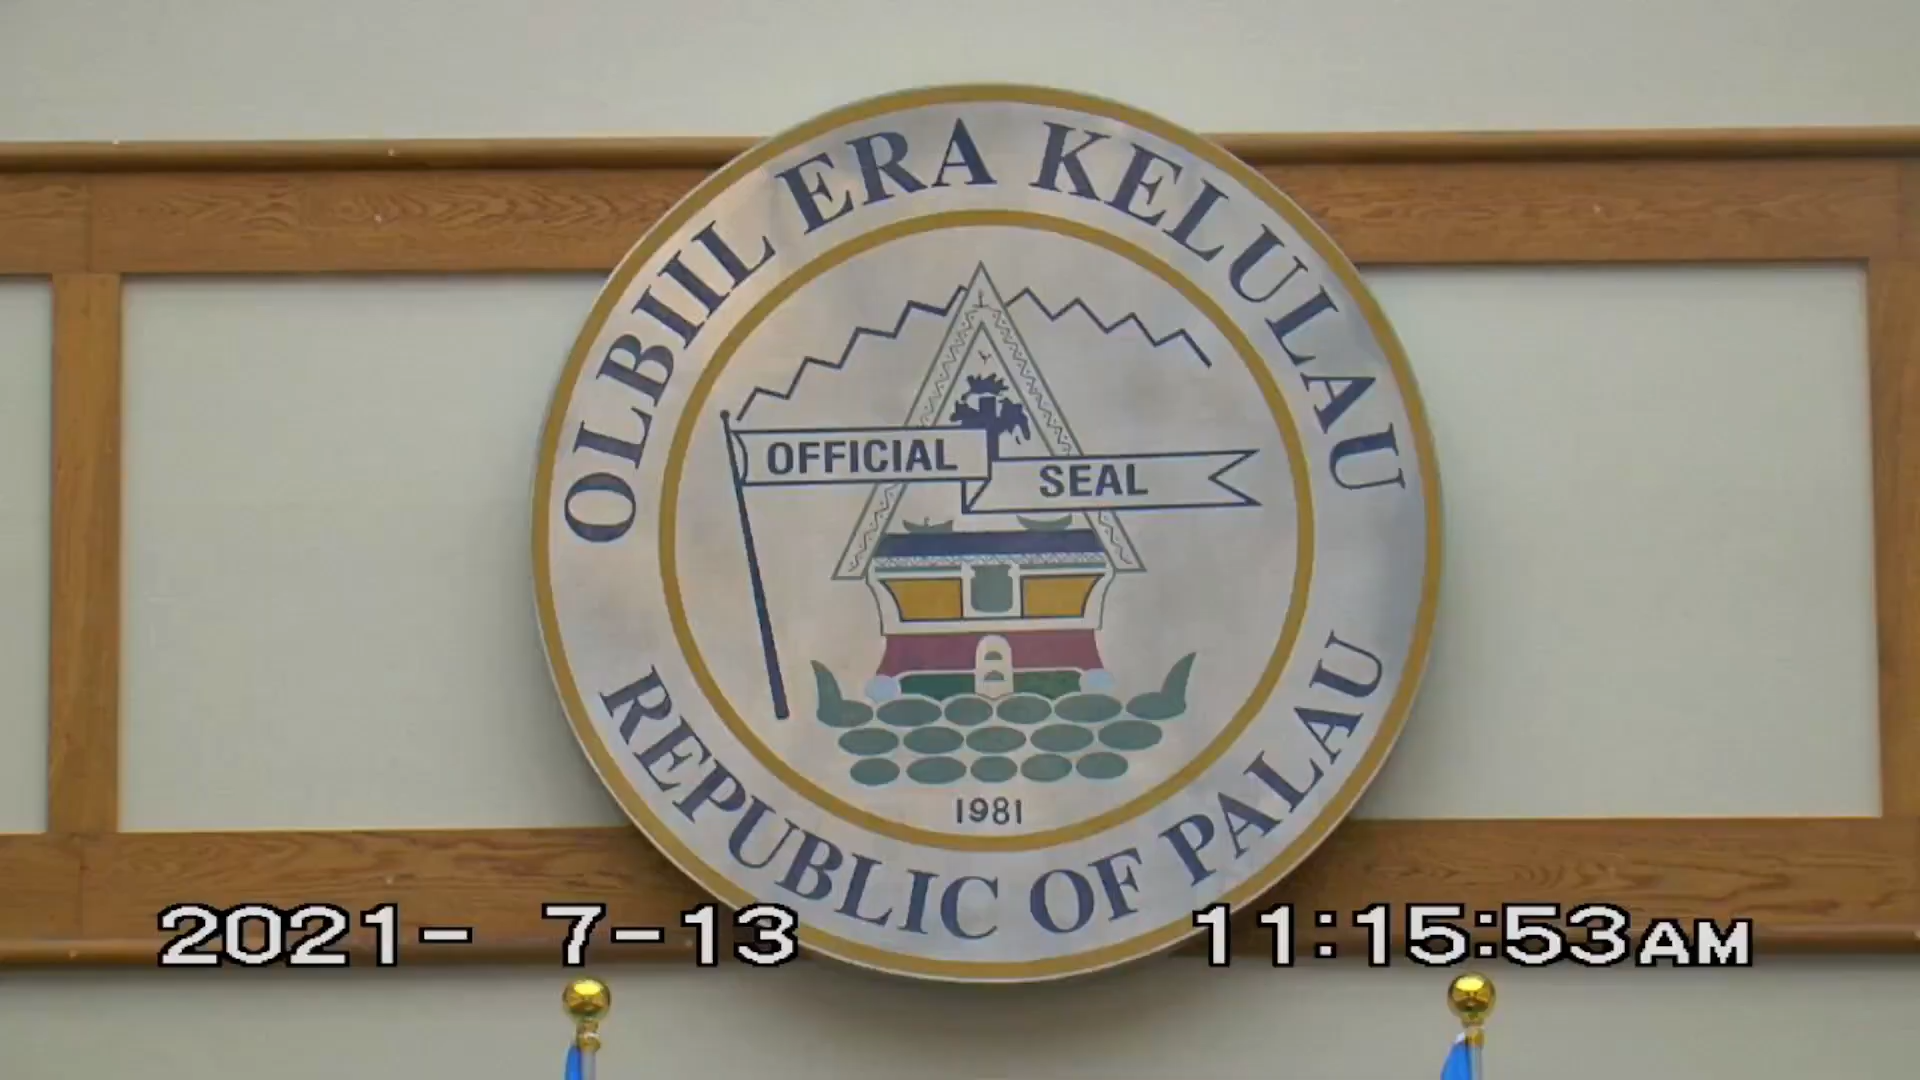 OLBIIL ERA KELULAU
OFFICIAL
SEAL
1981
REPUBLIC OF PALAU
2021- 7-13
11:15:53AM